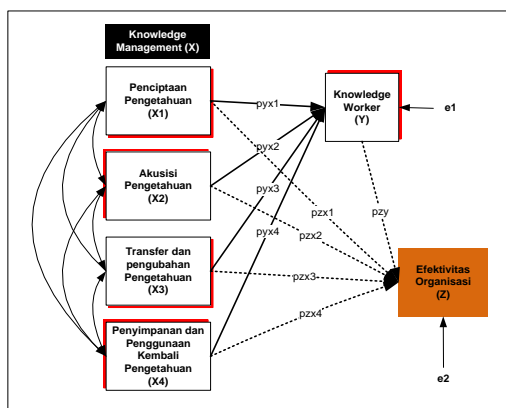 Knowledge
Management (X)
Penciptaan
Pengetahuan
(X1)
Akusisi
Pengetahuan
(X2)
Transfer dan
pengubahan
Pengetahuan
(X3)
Penyimpanan dan
Penggunaan
Kembali
Pengetahuan
(X4)
pyx1
pyx2
pyx3
pyx4
pzx1
pzx2
pzx3
pzx4
Knowledge
Worker
(Y)
e1
pzy
Efektivitas
Organisasi
(Z)
e2